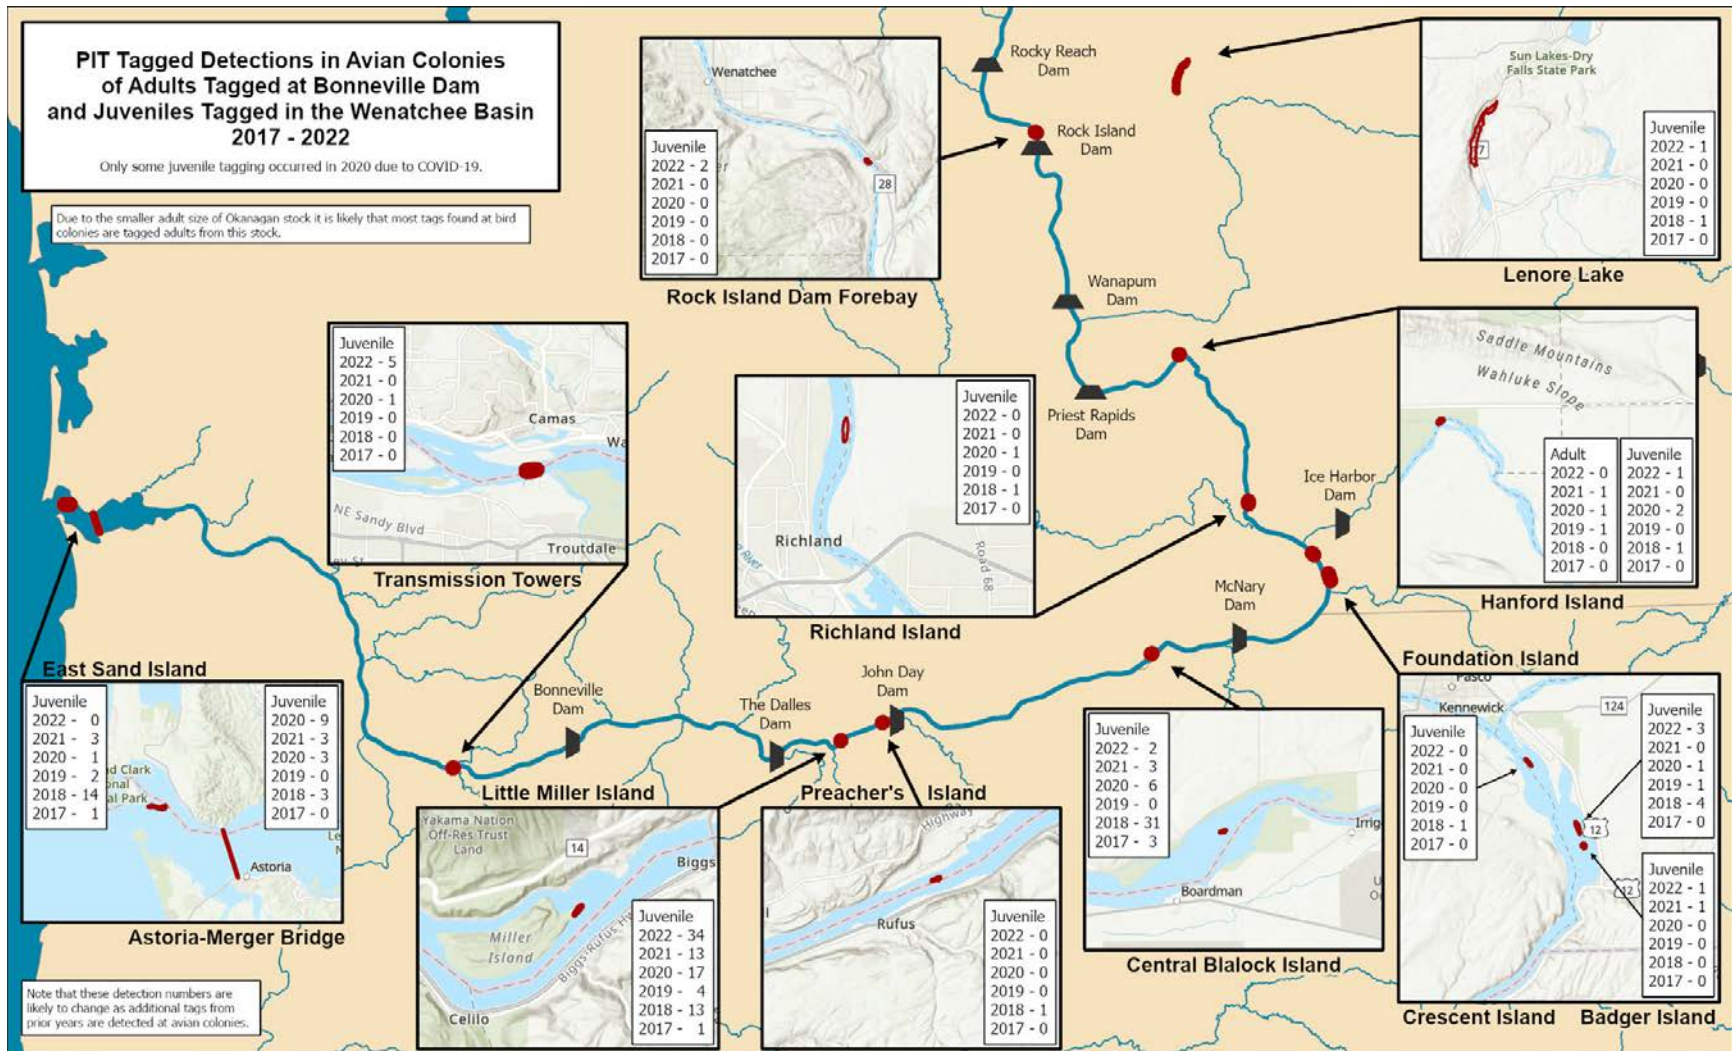 PIT Tagged Detections in Avian Colonies
of Adults Tagged at Bonneville Dam
and Juveniles Tagged in the Wenatchee Basin
2017 - 2022
Only some juvenile tagging occurred in 2020 due to COVID-19.
Due to the smaller adult size of Okanagan stock it is likely that most tags found at bird
colonies are tagged adults from this stock.
Wenatchee
Juvenile
2022 - 2
2021 - 0
2020 - 0
2019 - 0
2018 - 0
2017 - 0
28
Rock Island Dam Forebay
Rocky Reach
Dam
Rock Island
Dam
Wanapum
Dam
Priest Rapids
Dam
Sun Lakes-Dry
Falls State Park
Juvenile
2022 - 1
2021 - 0
2020 - 0
2019 - 0
2018 - 1
2017 - 0
7
Lenore Lake
Juvenile
2022 - 5
2021 - 0
2020 - 1
2019 - 0
2018 - 0
2017 - 0
Camas
Wa
NE Sandy Blvd
Troutdale
Transmission Towers
Juvenile
2022 - 0
2021 - 0
2020 - 1
2019 - 0
2018 - 1
2017 - 0
Richland
Road 68
Richland Island
Saddle Mountains
Wahluke Slope
Adult
2022 - 0
2021 - 1
2020 - 1
2019 - 1
2018 - 0
2017 - 0
Juvenile
2022 - 1
2021 - 0
2020 - 2
2019 - 0
2018 - 1
2017 - 0
Hanford Island
Ice Harbor
Dam
McNary
Dam
John Day
Dam
The Dalles
Dam
Bonneville
Dam
East Sand Island
Juvenile
2022 - 0
2021 - 3
2020 - 1
2019 - 2
2018 - 14
2017 - 1
Juvenile
2020 - 9
2021 - 3
2020 - 3
2019 - 0
2018 - 3
2017 - 0
d Clark
onal
al Park
Astoria
Astoria-Merger Bridge
Little Miller Island
Yakama Nation
Off-Res Trust
Land
14
Biggs
Miller
Island
Biggs-Rufus Hw
Celilo
Juvenile
2022 - 34
2021 - 13
2020 - 17
2019 - 4
2018 - 13
2017 - 1
Preacher's Island
Highway
Rufus
Juvenile
2022 - 0
2021 - 0
2020 - 0
2019 - 0
2018 - 1
2017 - 0
Juvenile
2022 - 2
2021 - 3
2020 - 6
2019 - 0
2018 - 31
2017 - 3
Irrig
Boardman
Central Blalock Island
Foundation Island
Pasco
Kennewick
124
Juvenile
2022 - 0
2021 - 0
2020 - 0
2019 - 0
2018 - 1
2017 - 0
Juvenile
2022 - 3
2021 - 0
2020 - 1
2019 - 1
2018 - 4
2017 - 0
12
12
Juvenile
2022 - 1
2021 - 1
2020 - 0
2019 - 0
2018 - 0
2017 - 0
Crescent Island
Badger Island
Note that these detection numbers are
likely to change as additional tags from
prior years are detected at avian colonies.